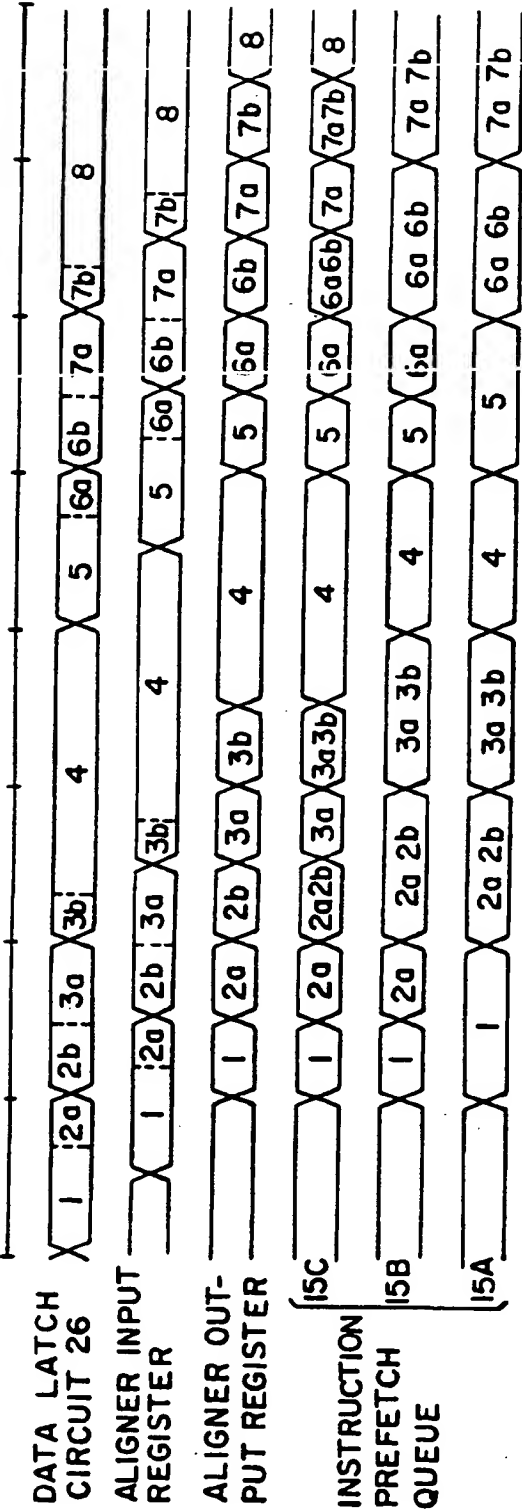 DATA LATCH
CIRCUIT 26
1 2a 2b 3a 3b 4 5 6a 6b 7a 7b 8
ALIGNER INPUT
REGISTER
1 2a 2b 3a 3b 4 5 6a 6b 7a 7b 8
ALIGNER OUT-
PUT REGISTER
1 2a 2b 3a 3b 4 5 6a 6b 7a 7b 8
INSTRUCTION
PREFETCH
QUEUE
15C
1 2a 2a2b 3a 3a3b 4 5 6a 6a6b 7a 7a7b 8
15B
1 2a 2a 2b 3a 3b 4 5 6a 6a 6b 7a 7b
15A
1 2a 2b 3a 3b 4 5 6a 6b 7a 7b